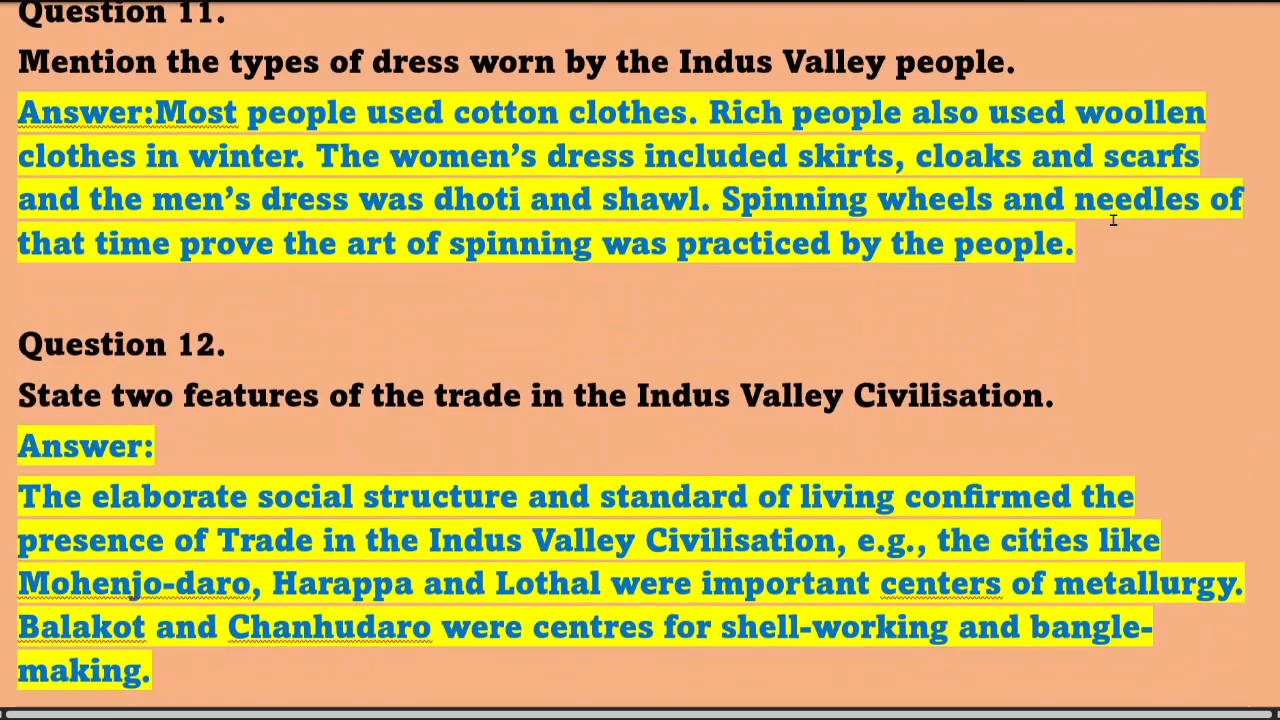 Question 11.
Mention the types of dress worn by the Indus Valley people.
Answer:Most people used cotton clothes. Rich people also used woollen
clothes in winter. The women’s dress included skirts, cloaks and scarfs
and the men’s dress was dhoti and shawl. Spinning wheels and needles of
that time prove the art of spinning was practiced by the people.
Question 12.
State two features of the trade in the Indus Valley Civilisation.
Answer:
The elaborate social structure and standard of living confirmed the
presence of Trade in the Indus Valley Civilisation, e.g., the cities like
Mohenjo-daro, Harappa and Lothal were important centers of metallurgy.
Balakot and Chanhudaro were centres for shell-working and bangle-
making.